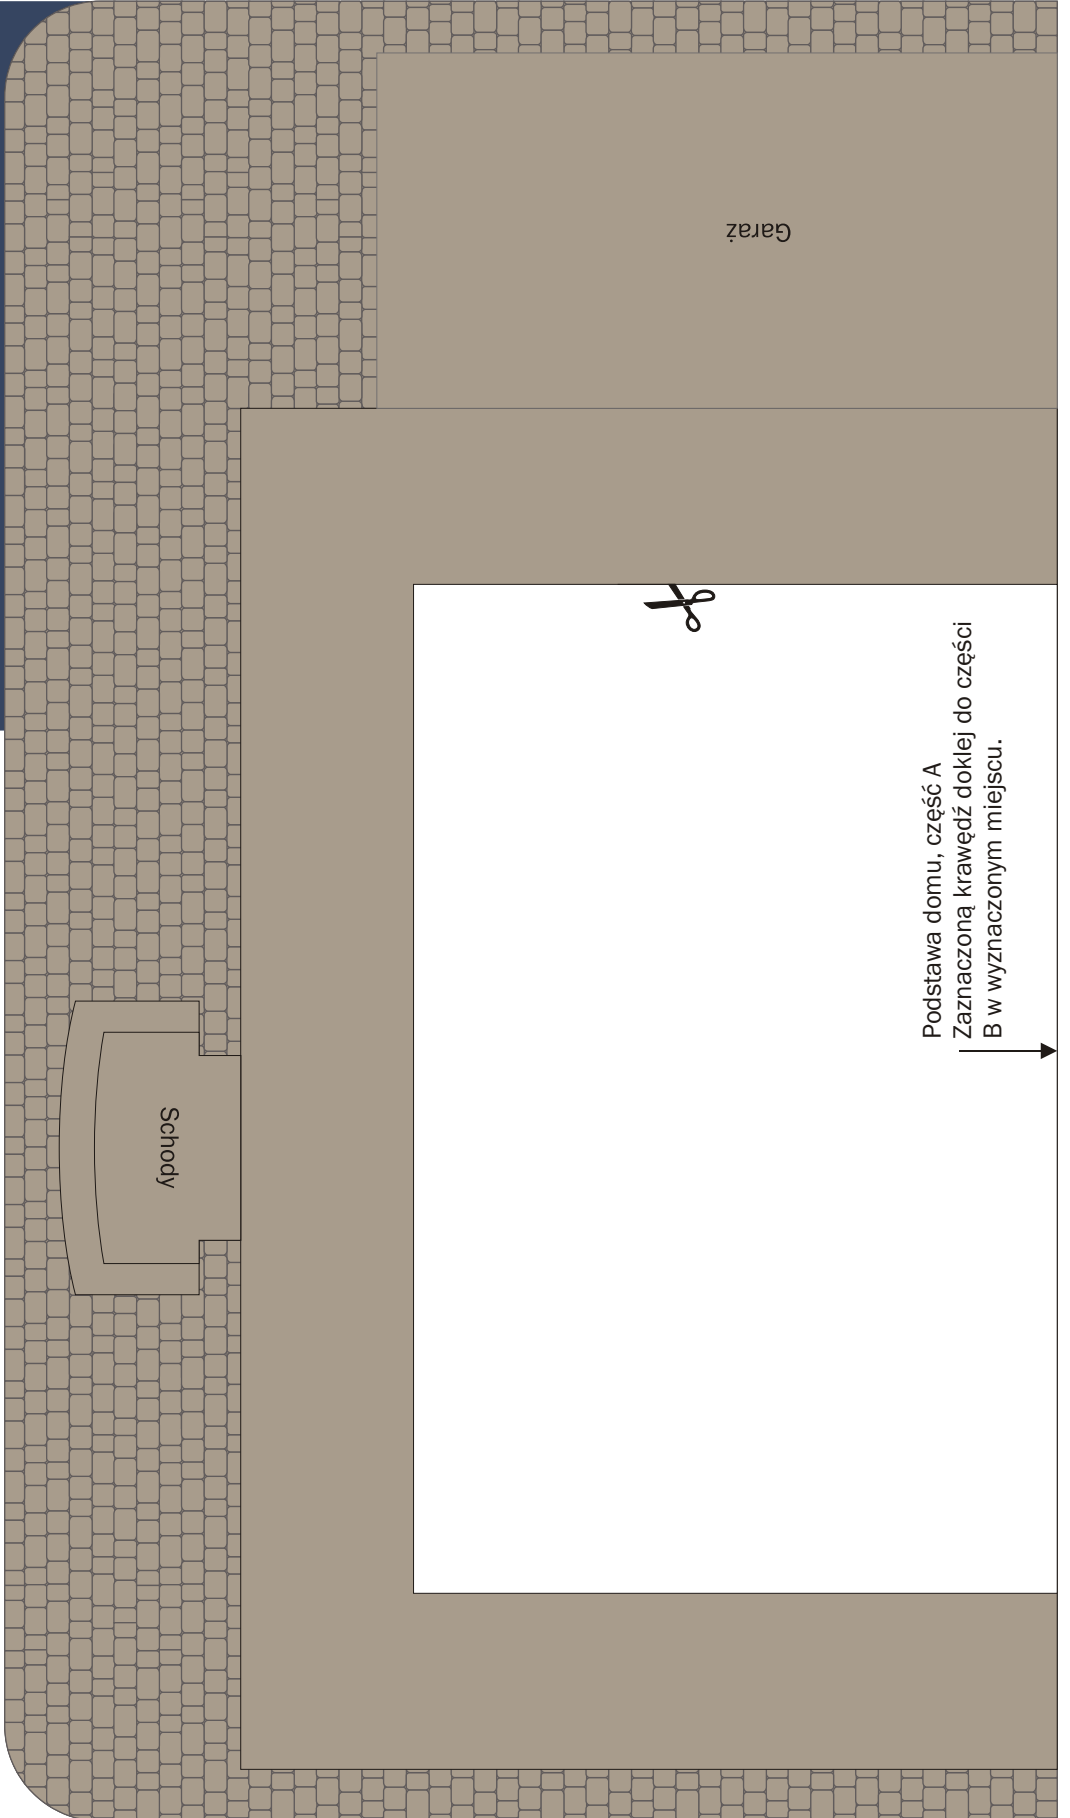 Garaż
Podstawa domu, część A
Zaznaczoną krawędź doklej do części
B w wyznaczonym miejscu.
Schody